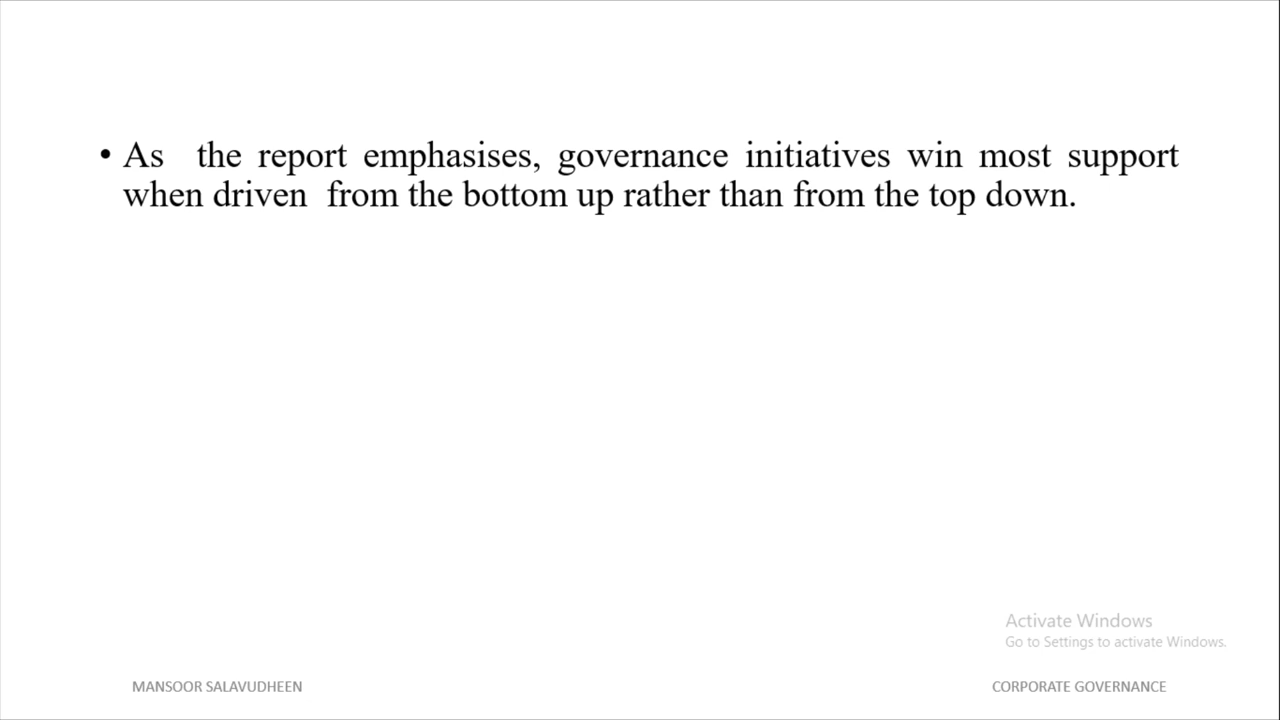 • As the report emphasises, governance initiatives win most support
when driven from the bottom up rather than from the top down.
Activate Windows
Go to Settings to activate Windows.
MANSOOR SALAVUDHEEN
CORPORATE GOVERNANCE